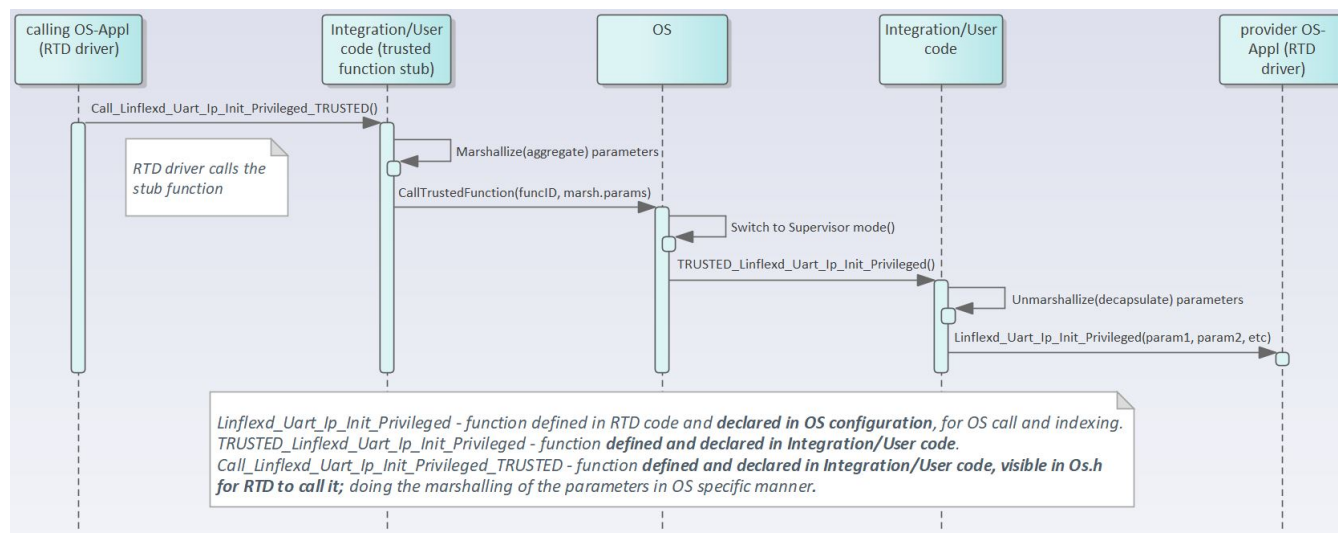 calling OS-Appl
(RTD driver)
Integration/User
code (trusted
function stub)
OS
Integration/User
code
provider OS-
Appl (RTD
driver)
Call_Linflexd_Uart_Ip_Init_Privileged_TRUSTED()
RTD driver calls the
stub function
Marshallize(aggregate) parameters
CallTrustedFunction(funcID, marsh.params)
Switch to Supervisor mode()
TRUSTED_Linflexd_Uart_Ip_Init_Privileged()
Unmarshallize(decapsulate) parameters
Linflexd_Uart_Ip_Init_Privileged(param1, param2, etc)
Linflexd_Uart_Ip_Init_Privileged - function defined in RTD code and declared in OS configuration, for OS call and indexing.
TRUSTED_Linflexd_Uart_Ip_Init_Privileged - function defined and declared in Integration/User code.
Call_Linflexd_Uart_Ip_Init_Privileged_TRUSTED - function defined and declared in Integration/User code, visible in Os.h
for RTD to call it; doing the marshalling of the parameters in OS specific manner.